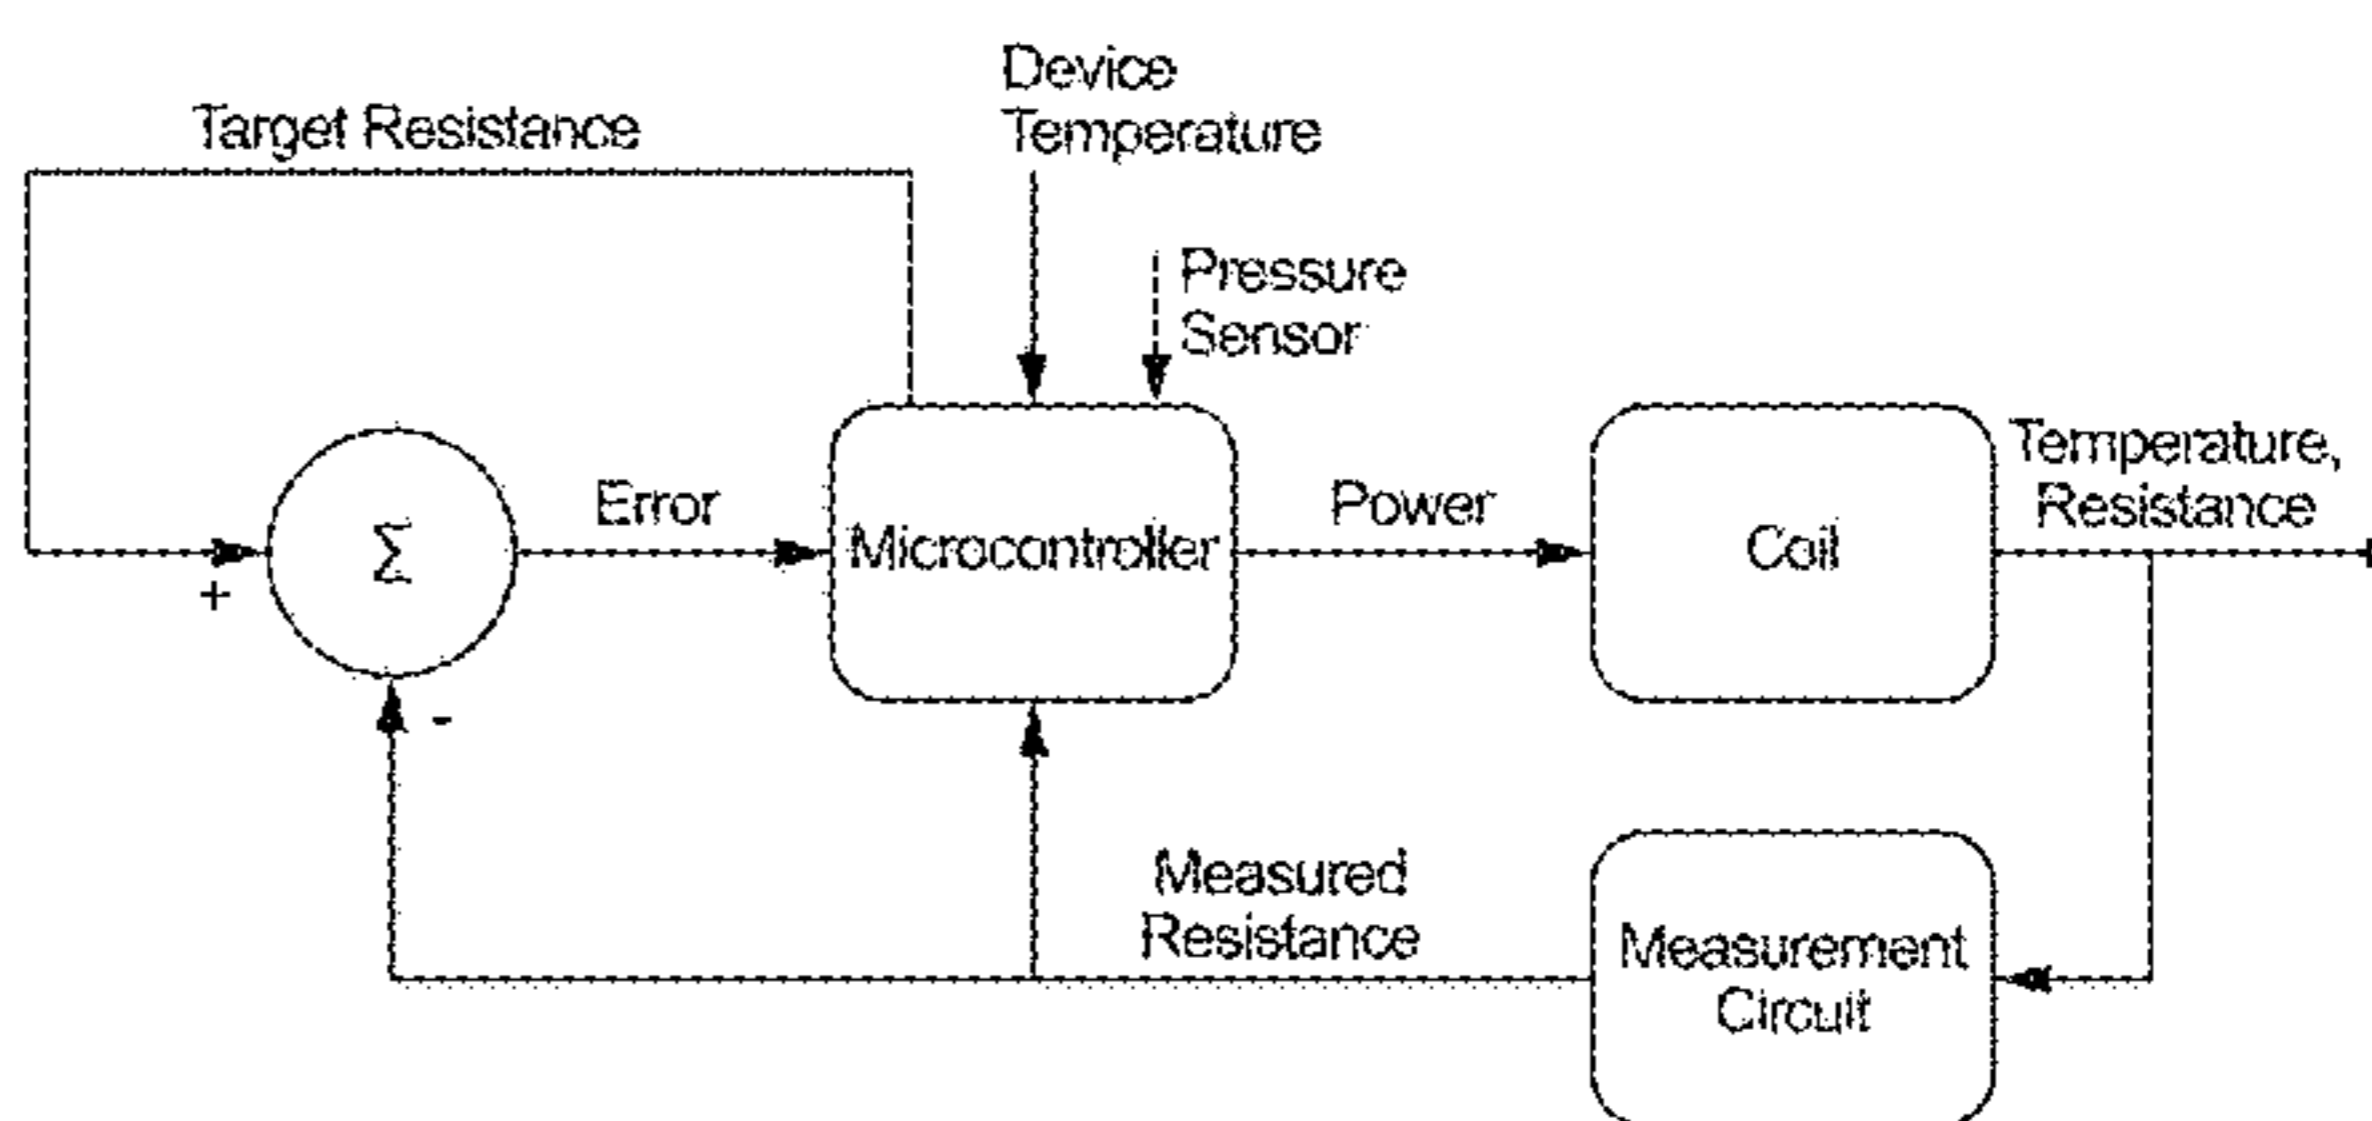 Device
Temperature
Target Resistance
Pressure
Sensor
Temperature,
Resistance
Error
Power
Σ
Microcontroller
Coil
+
-
Measured
Resistance
Measurement
Circuit